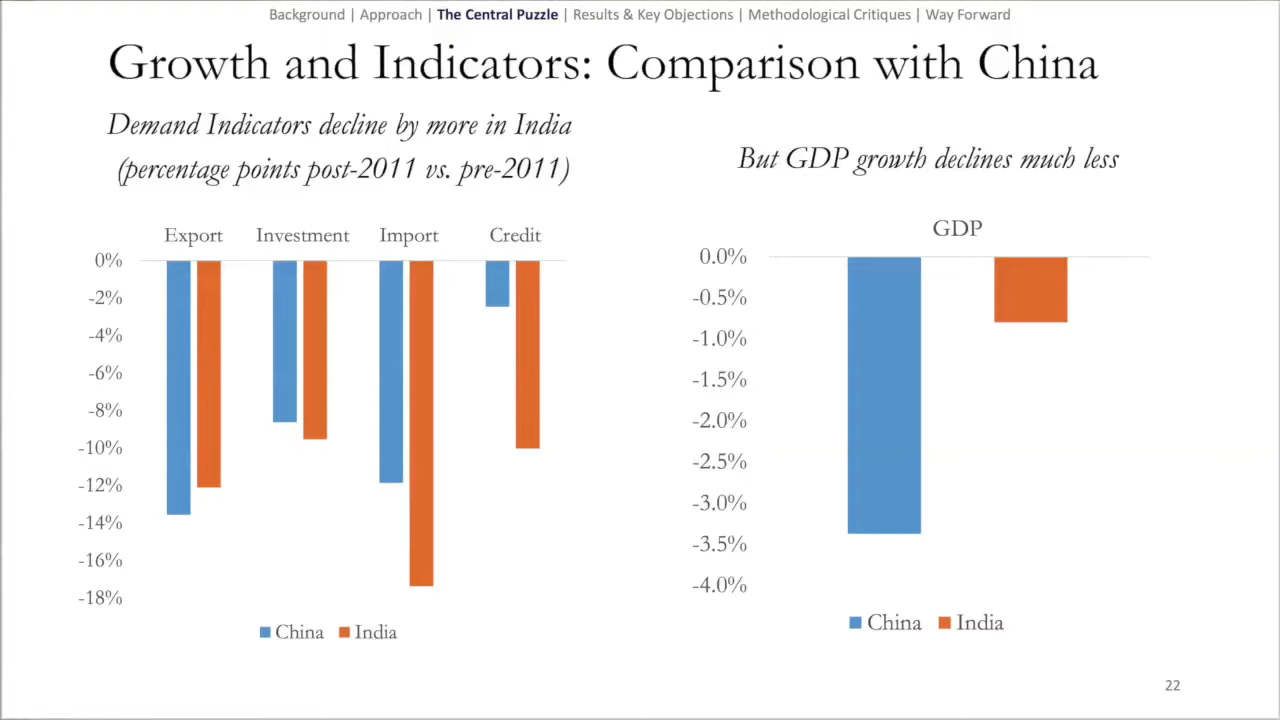 Background | Approach | The Central Puzzle | Results & Key Objections | Methodological Critiques | Way Forward
Growth and Indicators: Comparison with China
Demand Indicators decline by more in India
(percentage points post-2011 vs. pre-2011)
Export Investment Import Credit
0%
-2%
-4%
-6%
-8%
-10%
-12%
-14%
-16%
-18%
China India
But GDP growth declines much less
GDP
0.0%
-0.5%
-1.0%
-1.5%
-2.0%
-2.5%
-3.0%
-3.5%
-4.0%
China India
22